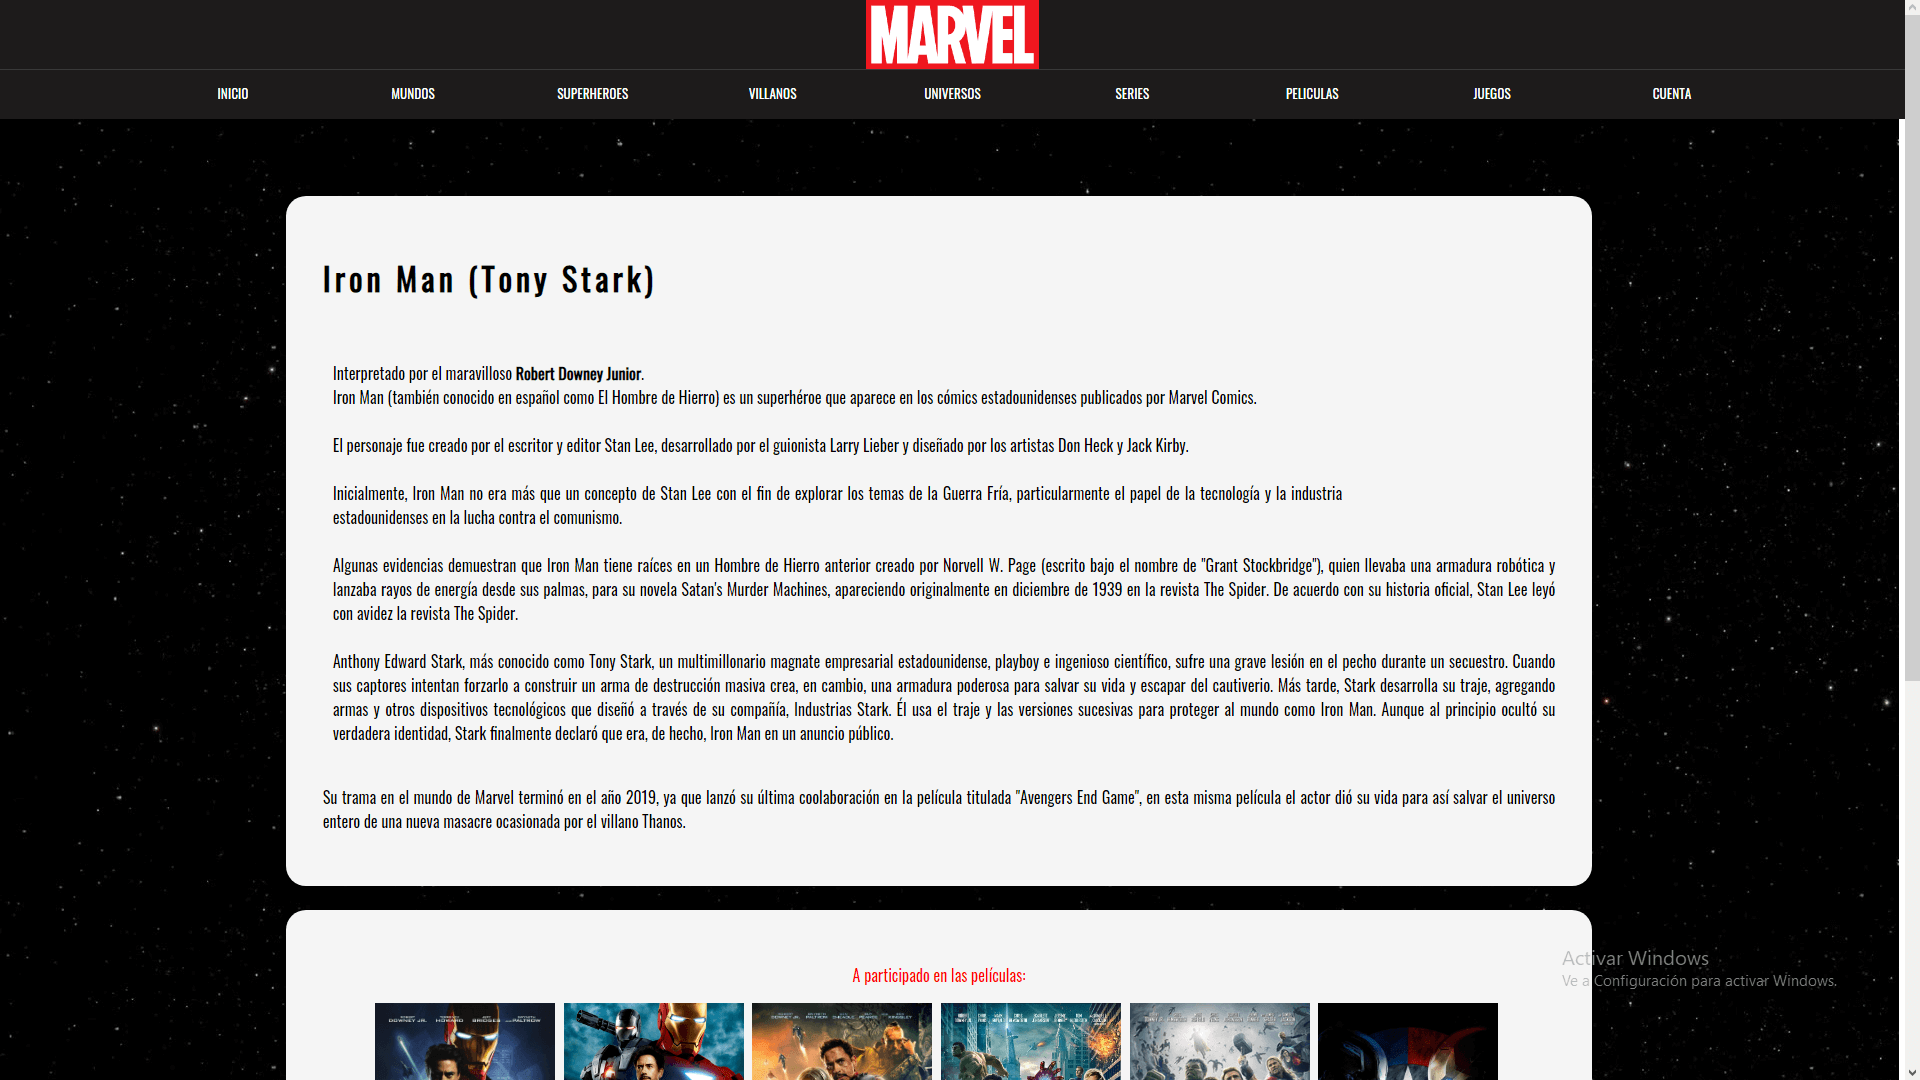 MARVEL
INICIO
MUNDOS
SUPERHEROES
VILLANOS
UNIVERSOS
SERIES
PELICULAS
JUEGOS
CUENTA
Iron Man (Tony Stark)
Interpretado por el maravilloso Robert Downey Junior.
Iron Man (también conocido en español como El Hombre de Hierro) es un superhéroe que aparece en los cómics estadounidenses publicados por Marvel Comics.
El personaje fue creado por el escritor y editor Stan Lee, desarrollado por el guionista Larry Lieber y diseñado por los artistas Don Heck y Jack Kirby.
Inicialmente, Iron Man no era más que un concepto de Stan Lee con el fin de explorar los temas de la Guerra Fría, particularmente el papel de la tecnología y la industria
estadounidenses en la lucha contra el comunismo.
Algunas evidencias demuestran que Iron Man tiene raíces en un Hombre de Hierro anterior creado por Norvell W. Page (escrito bajo el nombre de "Grant Stockbridge"), quien llevaba una armadura robótica y
lanzaba rayos de energía desde sus palmas, para su novela Satan's Murder Machines, apareciendo originalmente en diciembre de 1939 en la revista The Spider. De acuerdo con su historia oficial, Stan Lee leyó
con avidez la revista The Spider.
Anthony Edward Stark, más conocido como Tony Stark, un multimillonario magnate empresarial estadounidense, playboy e ingenioso científico, sufre una grave lesión en el pecho durante un secuestro. Cuando
sus captores intentan forzarlo a construir un arma de destrucción masiva crea, en cambio, una armadura poderosa para salvar su vida y escapar del cautiverio. Más tarde, Stark desarrolla su traje, agregando
armas y otros dispositivos tecnológicos que diseñó a través de su compañía, Industrias Stark. Él usa el traje y las versiones sucesivas para proteger al mundo como Iron Man. Aunque al principio ocultó su
verdadera identidad, Stark finalmente declaró que era, de hecho, Iron Man en un anuncio público.
Su trama en el mundo de Marvel terminó en el año 2019, ya que lanzó su última coolaboración en la película titulada "Avengers End Game", en esta misma película el actor dió su vida para así salvar el universo
entero de una nueva masacre ocasionada por el villano Thanos.
Activar Windows
Ve a Configuración para activar Windows.
A participado en las películas:
DOWNEY JR. HOWARD BRIDGES PALTROW